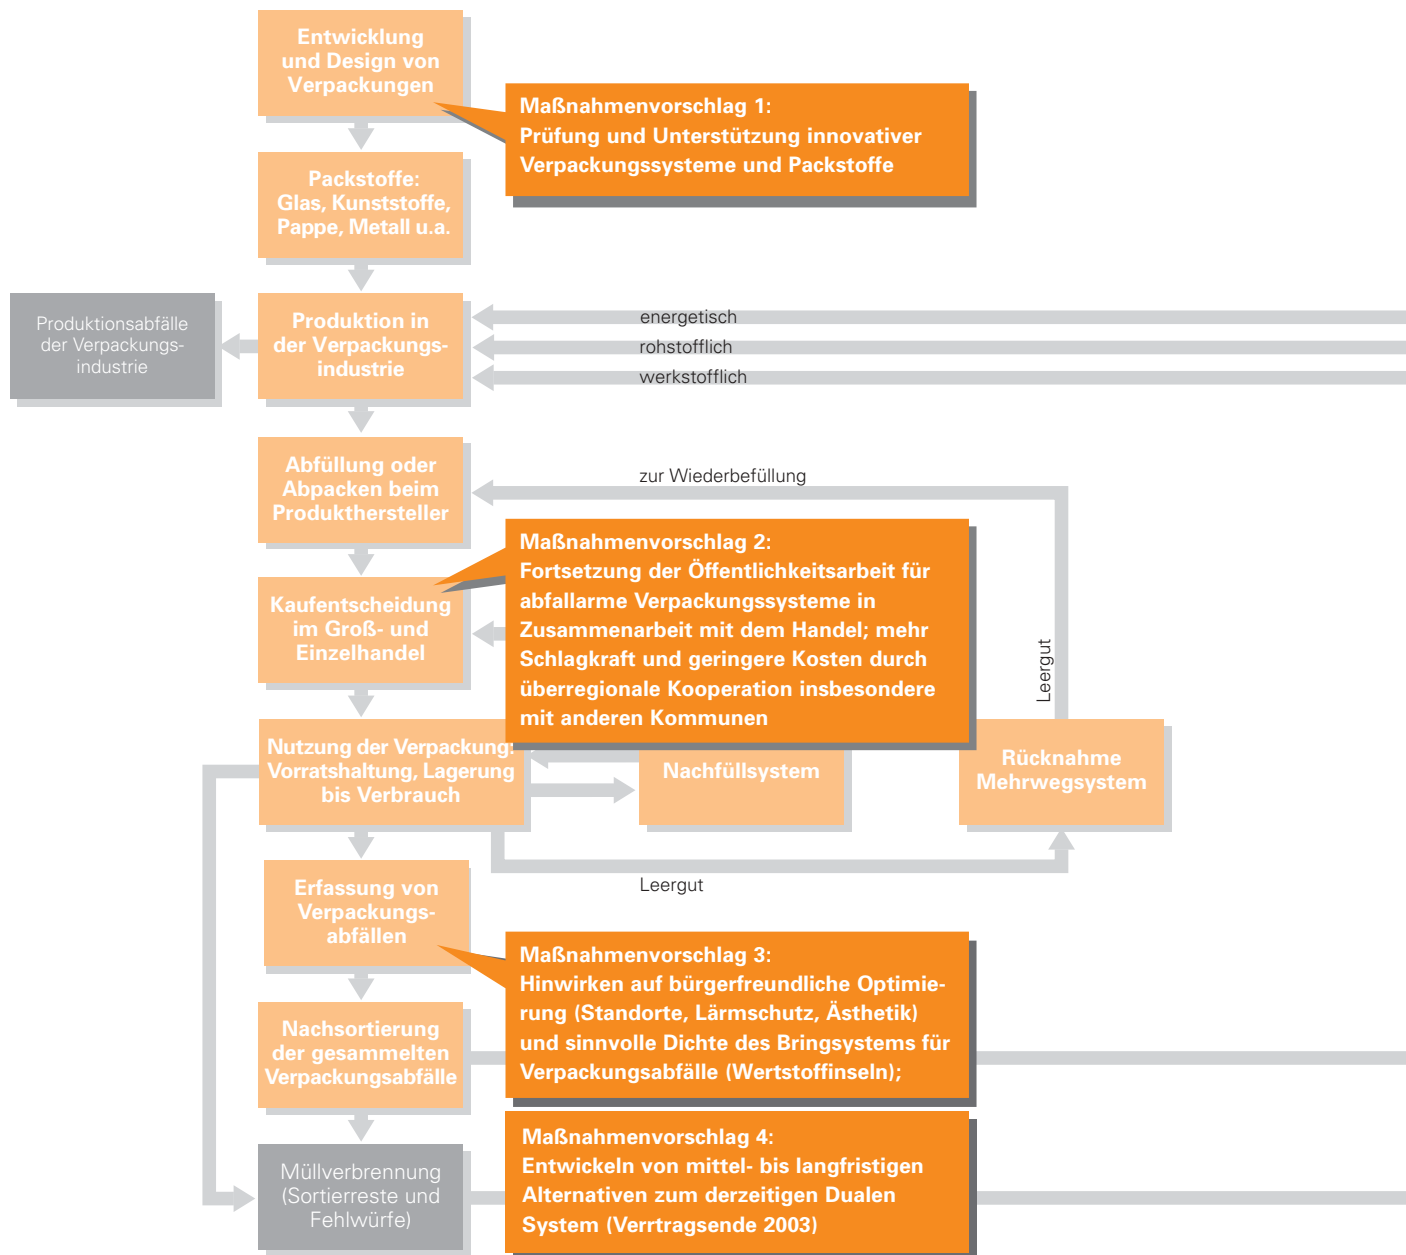 Entwicklung
und Design von
Verpackungen
Maßnahmenvorschlag 1:
Prüfung und Unterstützung innovativer
Verpackungssysteme und Packstoffe
Packstoffe:
Glas, Kunststoffe,
Pappe, Metall u.a.
Produktionsabfälle
der Verpackungs-
industrie
Produktion in
der Verpackungs-
industrie
energetisch
rohstofflich
werkstofflich
Abfüllung oder
Abpacken beim
Produkthersteller
zur Wiederbefüllung
Maßnahmenvorschlag 2:
Fortsetzung der Öffentlichkeitsarbeit für
abfallarme Verpackungssysteme in
Zusammenarbeit mit dem Handel; mehr
Schlagkraft und geringere Kosten durch
überregionale Kooperation insbesondere
mit anderen Kommunen
Kaufentscheidung
im Groß- und
Einzelhandel
Leergut
Nutzung der Verpackung:
Vorratshaltung, Lagerung
bis Verbrauch
Nachfüllsystem
Rücknahme
Mehrwegsystem
Leergut
Erfassung von
Verpackungs-
abfällen
Maßnahmenvorschlag 3:
Hinwirken auf bürgerfreundliche Optimie-
rung (Standorte, Lärmschutz, Ästhetik)
und sinnvolle Dichte des Bringsystems für
Verpackungsabfälle (Wertstoffinseln);
Nachsortierung
der gesammelten
Verpackungsabfälle
Maßnahmenvorschlag 4:
Entwickeln von mittel- bis langfristigen
Alternativen zum derzeitigen Dualen
System (Verrtragsende 2003)
Müllverbrennung
(Sortierreste und
Fehlwürfe)